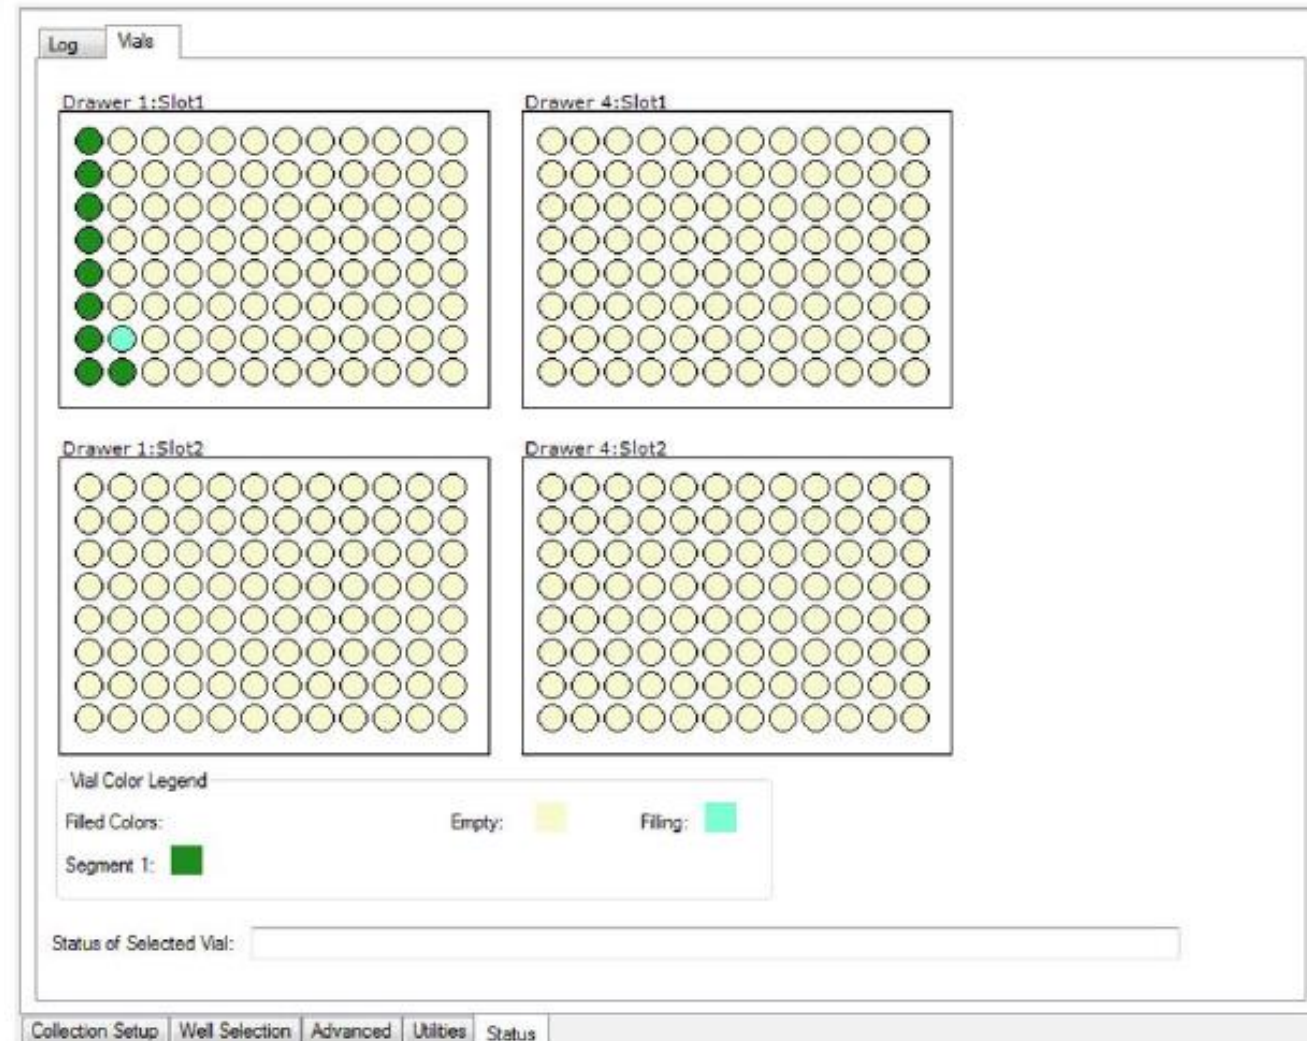 Log Vials
Drawer 1:Slot1 Drawer 4:Slot1
Drawer 1:Slot2 Drawer 4:Slot2
Vial Color Legend
Filled Colors: Empty: Filling:
Segment 1:
Status of Selected Vial:
Collection Setup Well Selection Advanced Utilities Status